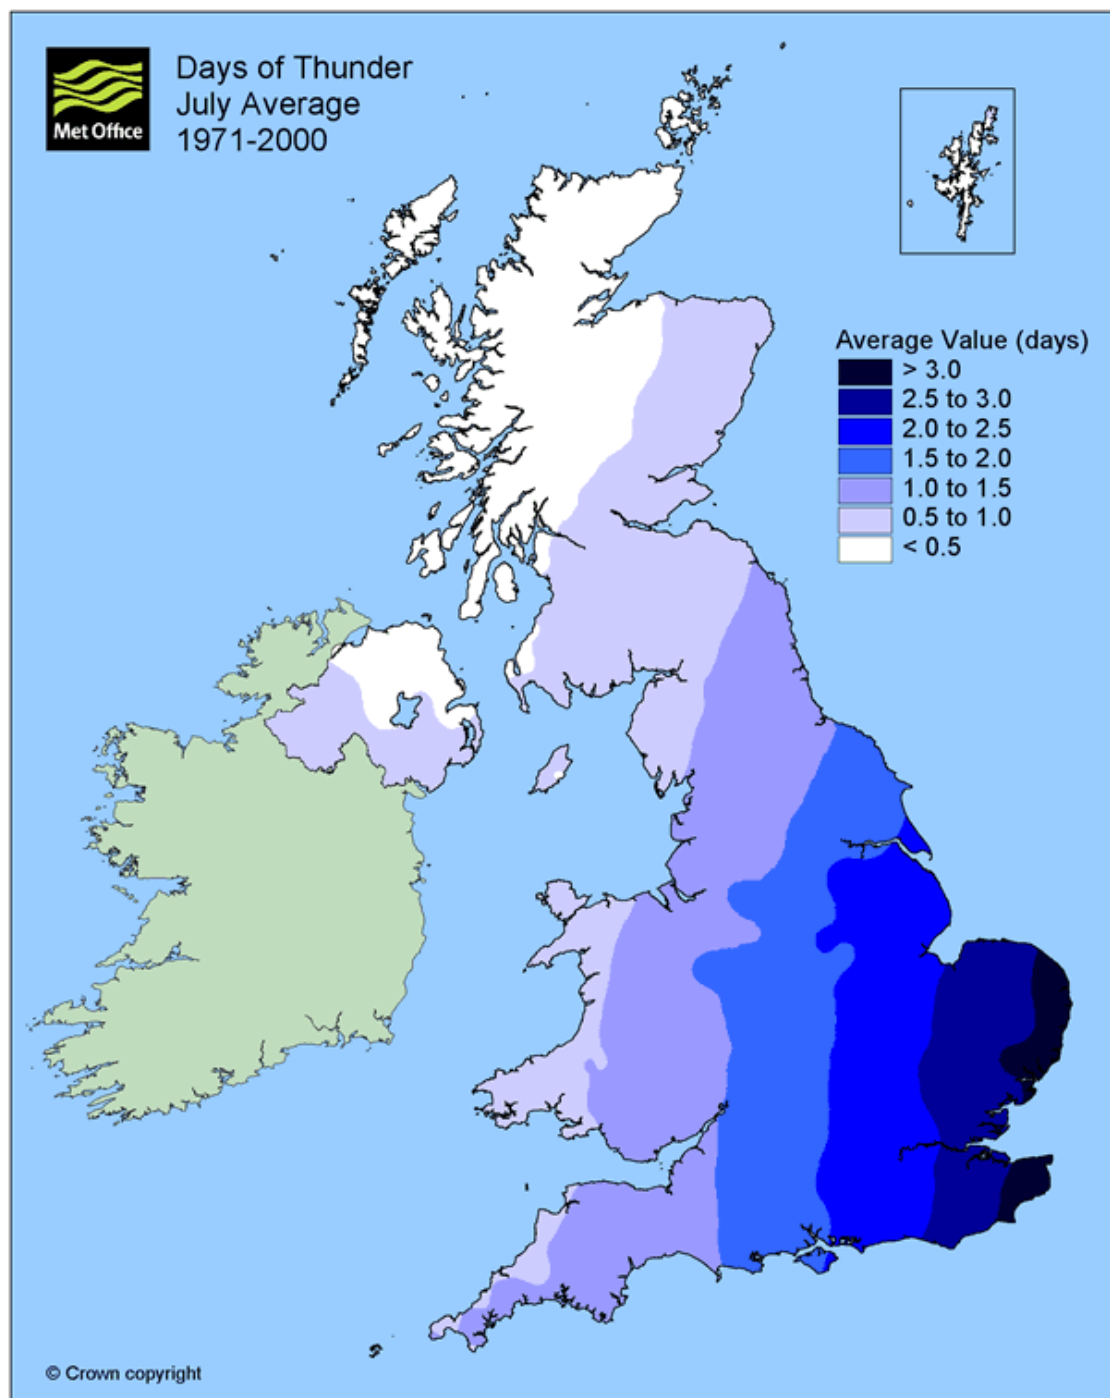 Met Office
Days of Thunder
July Average
1971-2000
Average Value (days)
> 3.0
2.5 to 3.0
2.0 to 2.5
1.5 to 2.0
1.0 to 1.5
0.5 to 1.0
< 0.5
© Crown copyright